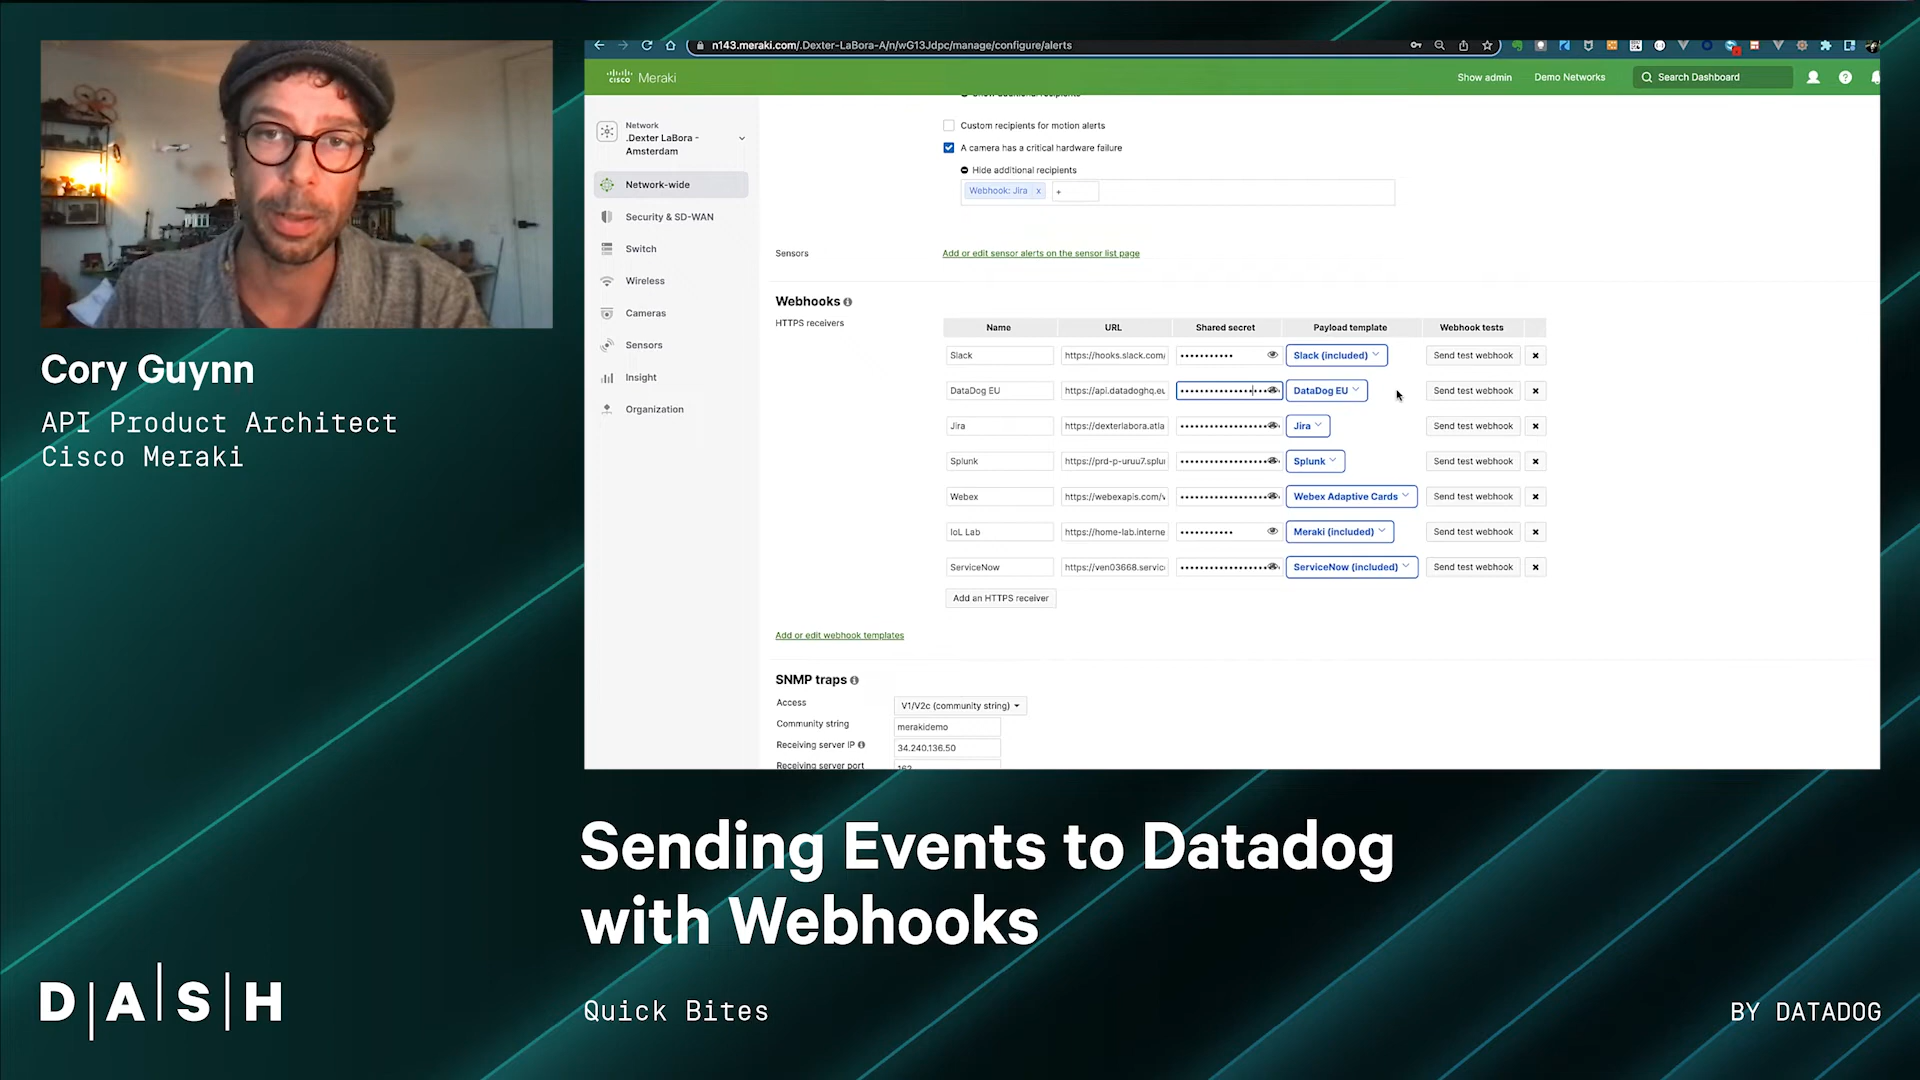 n143.meraki.com/.Dexter-LaBora-A/n/wG13Jdpc/manage/configure/alerts
cisco Meraki
Show admin
Demo Networks
Search Dashboard
Network
.Dexter LaBora -
Amsterdam
Network-wide
Security & SD-WAN
Switch
Wireless
Cameras
Sensors
Insight
Organization
Custom recipients for motion alerts
A camera has a critical hardware failure
Hide additional recipients
Webhook: Jira x +
Sensors
Add or edit sensor alerts on the sensor list page
Webhooks
HTTPS receivers
Name URL Shared secret Payload template Webhook tests
Slack https://hooks.slack.com/ Slack (included) Send test webhook
DataDog EU https://api.datadoghq.eu DataDog EU Send test webhook
Jira https://dexterlabora.atla Jira Send test webhook
Splunk https://prd-p-uruu7.splu Splunk Send test webhook
Webex https://webexapis.com/v Webex Adaptive Cards Send test webhook
IoL Lab https://home-lab.interne Meraki (included) Send test webhook
ServiceNow https://ven03668.servic ServiceNow (included) Send test webhook
Add an HTTPS receiver
Add or edit webhook templates
SNMP traps
Access V1/V2c (community string)
Community string merakidemo
Receiving server IP 34.240.136.50
Receiving server port 162
Cory Guynn
API Product Architect
Cisco Meraki
Sending Events to Datadog
with Webhooks
D|A|S|H
Quick Bites
BY DATADOG